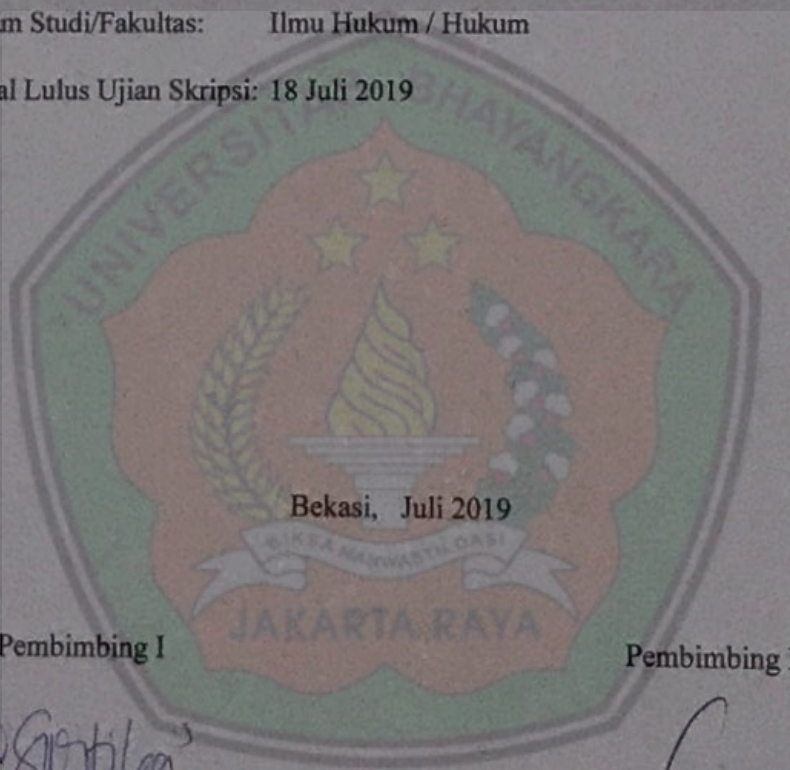 m Studi/Fakultas: Ilmu Hukum / Hukum
al Lulus Ujian Skripsi: 18 Juli 2019
UNIVERSITAS BHAYANGKARA
Bekasi, Juli 2019
JAKARTA RAYA
Pembimbing I
Pembimbing